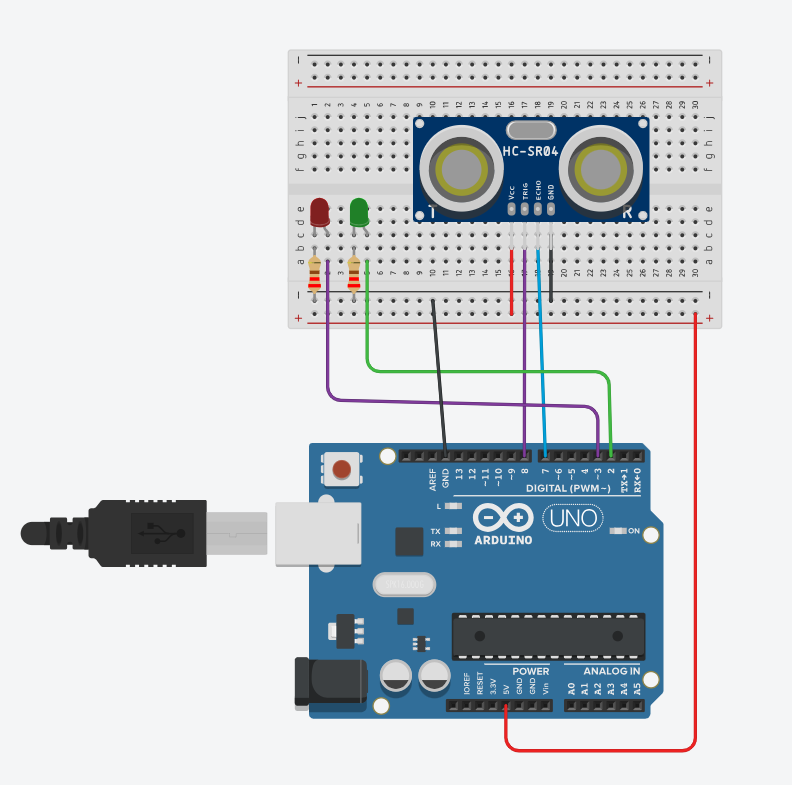 − −
+ +
1 2 3 4 5 6 7 8 9 10 11 12 13 14 15 16 17 18 19 20 21 22 23 24 25 26 27 28 29 30
j j
i i
h h
g g
f f
HC-SR04
Vcc TRIG ECHO GND
T R
e e
d d
c c
b b
a a
1 3 4 6 7 8 9 10 11 12 13 14 15 16 17 18 19 20 21 22 23 24 25 26 27 28 29 30
− −
+ +
AREF GND 13 12 ~11 ~10 ~9 8 7 ~6 ~5 4 ~3 2 TX→1 RX←0
DIGITAL (PWM~)
L
TX
RX
ARDUINO
UNO
ON
POWER
ANALOG IN
IOREF RESET 3.3V 5V GND GND Vin A0 A1 A2 A3 A4 A5